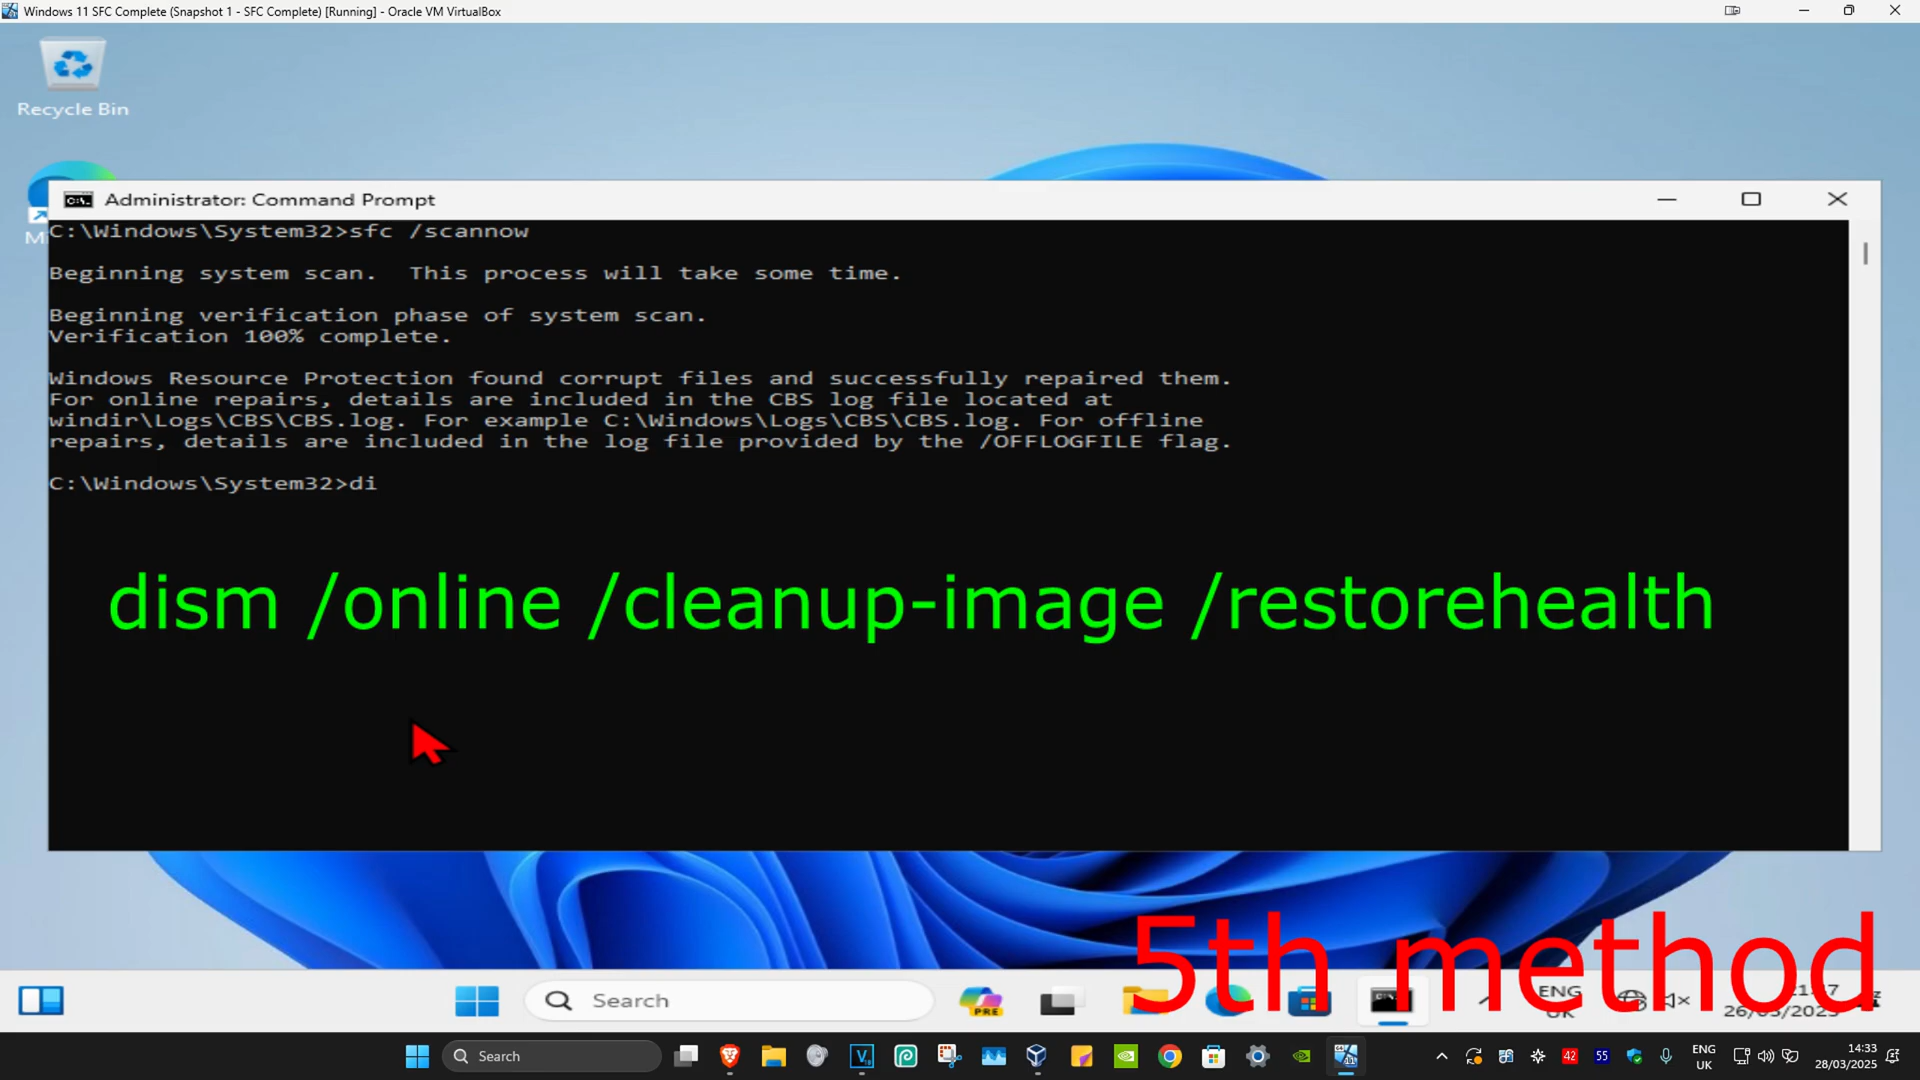 Windows 11 SFC Complete (Snapshot 1 - SFC Complete) [Running] - Oracle VM VirtualBox
Recycle Bin
Administrator: Command Prompt
C:\Windows\System32>sfc /scannow
Beginning system scan.  This process will take some time.
Beginning verification phase of system scan.
Verification 100% complete.
Windows Resource Protection found corrupt files and successfully repaired them.
For online repairs, details are included in the CBS log file located at
windir\Logs\CBS\CBS.log. For example C:\Windows\Logs\CBS\CBS.log. For offline
repairs, details are included in the log file provided by the /OFFLOGFILE flag.
C:\Windows\System32>di
dism /online /cleanup-image /restorehealth
5th method
Search
PRE
ENG
UK
Search
42
55
ENG
UK
14:33
28/03/2025